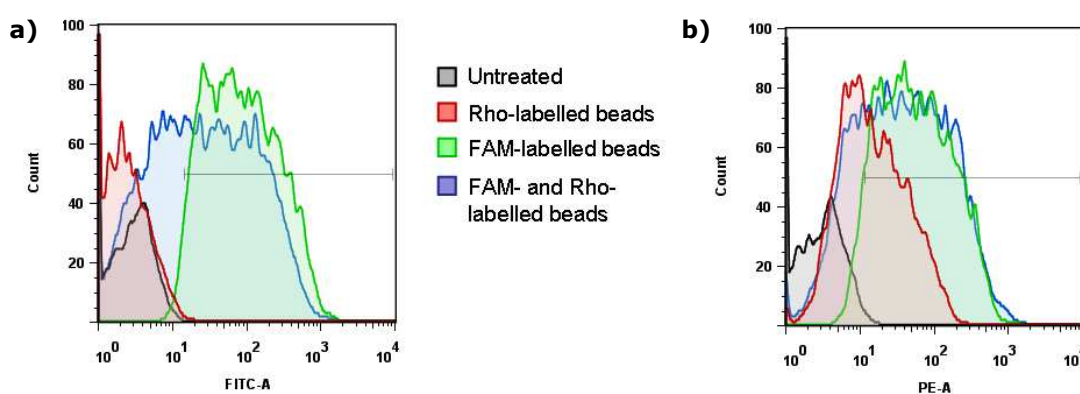 a)
100
80
60
40
20
Count
10^0 10^1 10^2 10^3 10^4
FITC-A
Untreated
Rho-labelled beads
FAM-labelled beads
FAM- and Rho-
labelled beads
b)
100
80
60
40
20
0
Count
10^0 10^1 10^2 10^3
PE-A